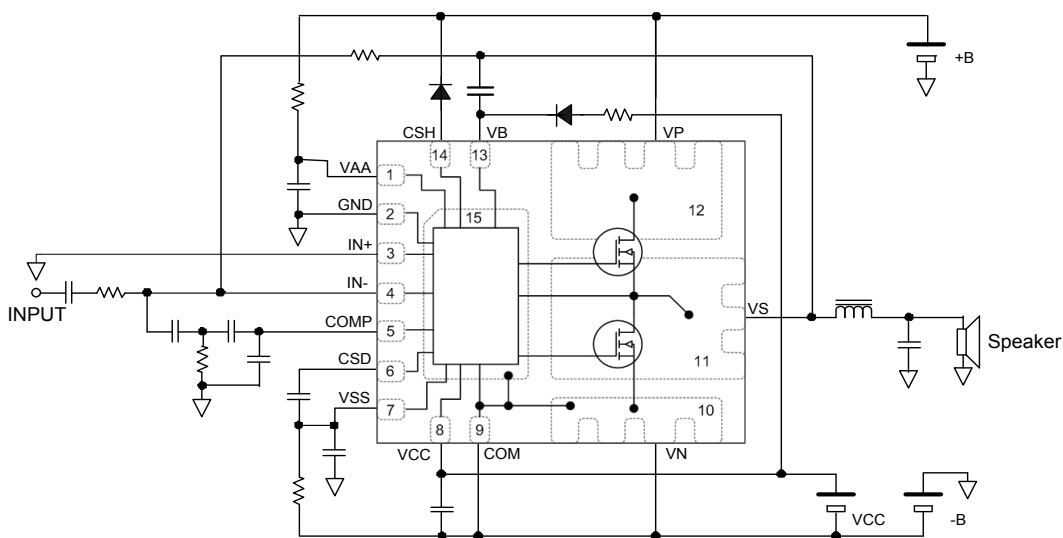 +B
CSH
VB
VP
14
13
VAA
1
GND
2
15
12
IN+
3
IN-
4
INPUT
VS
COMP
5
Speaker
CSD
6
11
VSS
7
10
8
9
VCC
COM
VN
VCC
-B